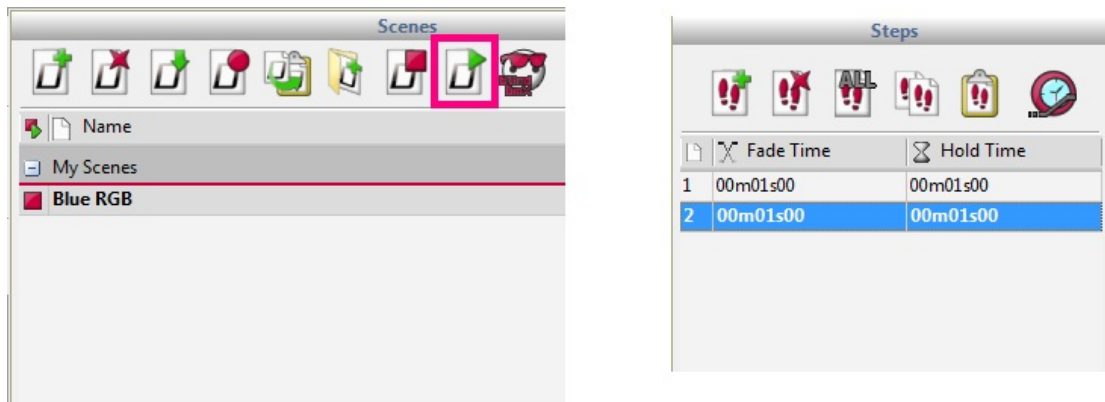 Scenes
Name
My Scenes
Blue RGB
Steps
ALL
Fade Time Hold Time
1 00m01s00 00m01s00
2 00m01s00 00m01s00